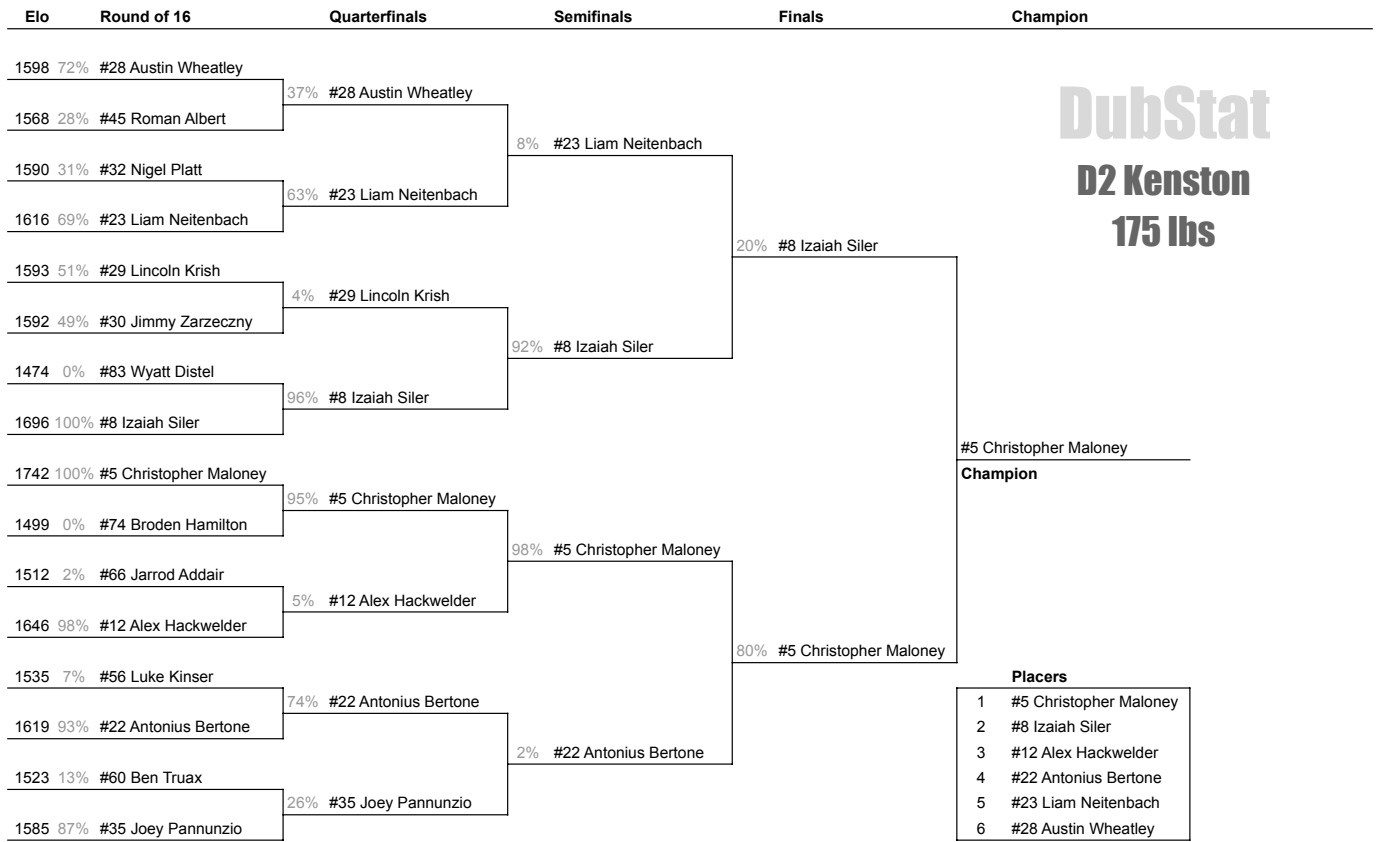 Elo Round of 16 Quarterfinals Semifinals Finals Champion
1598 72% #28 Austin Wheatley
37% #28 Austin Wheatley
DubStat
1568 28% #45 Roman Albert
8% #23 Liam Neitenbach
1590 31% #32 Nigel Platt
D2 Kenston
63% #23 Liam Neitenbach
1616 69% #23 Liam Neitenbach
175 lbs
20% #8 Izaiah Siler
1593 51% #29 Lincoln Krish
4% #29 Lincoln Krish
1592 49% #30 Jimmy Zarzeczny
92% #8 Izaiah Siler
1474 0% #83 Wyatt Distel
96% #8 Izaiah Siler
1696 100% #8 Izaiah Siler
#5 Christopher Maloney
1742 100% #5 Christopher Maloney
Champion
95% #5 Christopher Maloney
1499 0% #74 Broden Hamilton
98% #5 Christopher Maloney
1512 2% #66 Jarrod Addair
5% #12 Alex Hackwelder
1646 98% #12 Alex Hackwelder
80% #5 Christopher Maloney
1535 7% #56 Luke Kinser
Placers
74% #22 Antonius Bertone
1 #5 Christopher Maloney
1619 93% #22 Antonius Bertone
2 #8 Izaiah Siler
2% #22 Antonius Bertone
3 #12 Alex Hackwelder
1523 13% #60 Ben Truax
4 #22 Antonius Bertone
26% #35 Joey Pannunzio
5 #23 Liam Neitenbach
1585 87% #35 Joey Pannunzio
6 #28 Austin Wheatley